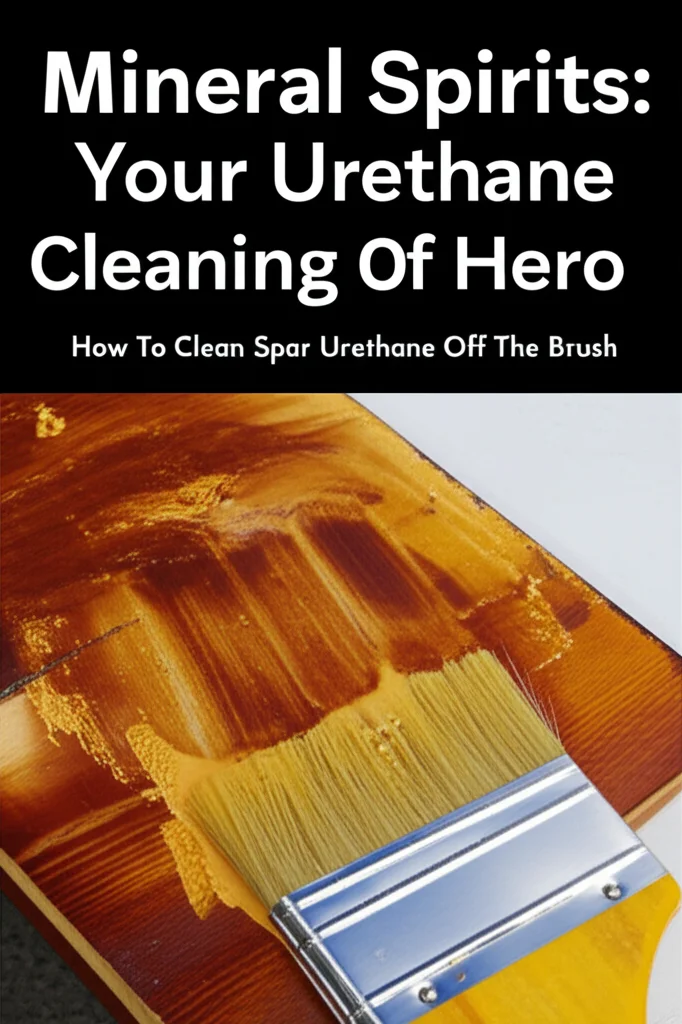 Mineral Spirits:
Your Urethane
Cleaning Of Hero
How To Clean Spar Urethane Off The Brush